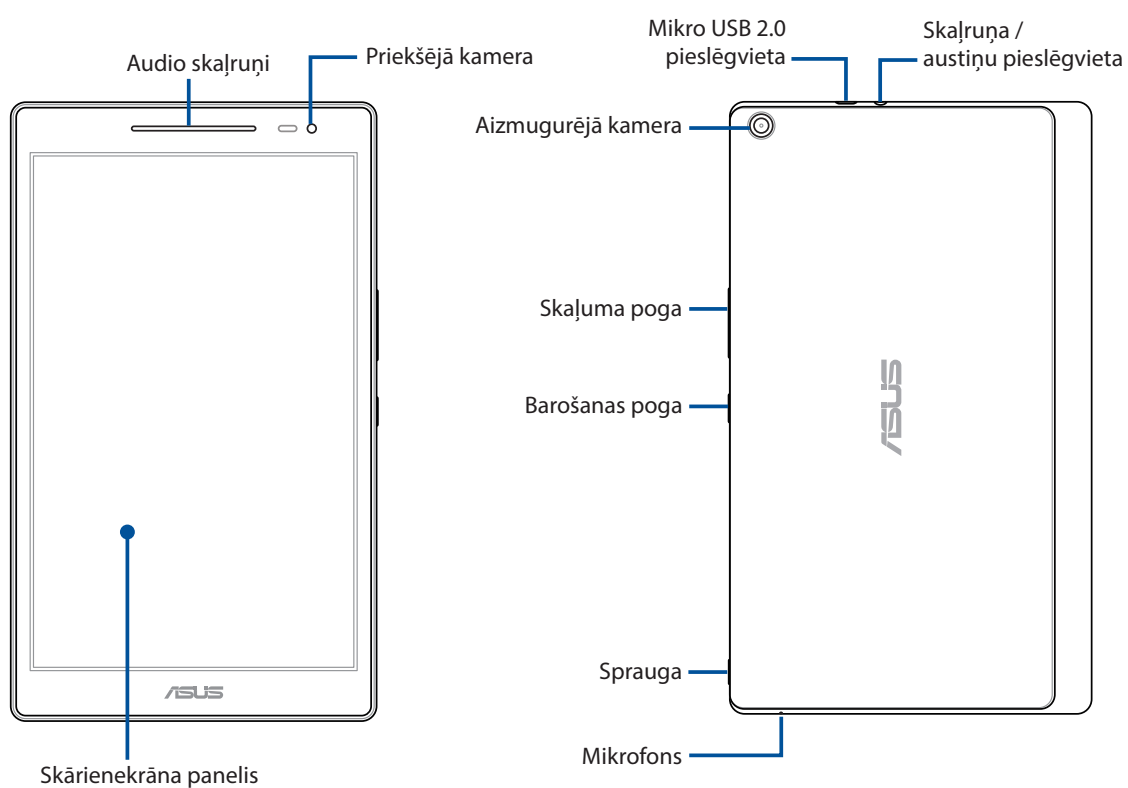 Audio skaļruņi
Priekšējā kamera
ASUS
Skārienekrāna panelis
Mikro USB 2.0
pieslēgvieta
Skaļruņa /
austiņu pieslēgvieta
Aizmugurējā kamera
Skaļuma poga
Barošanas poga
ASUS
Sprauga
Mikrofons